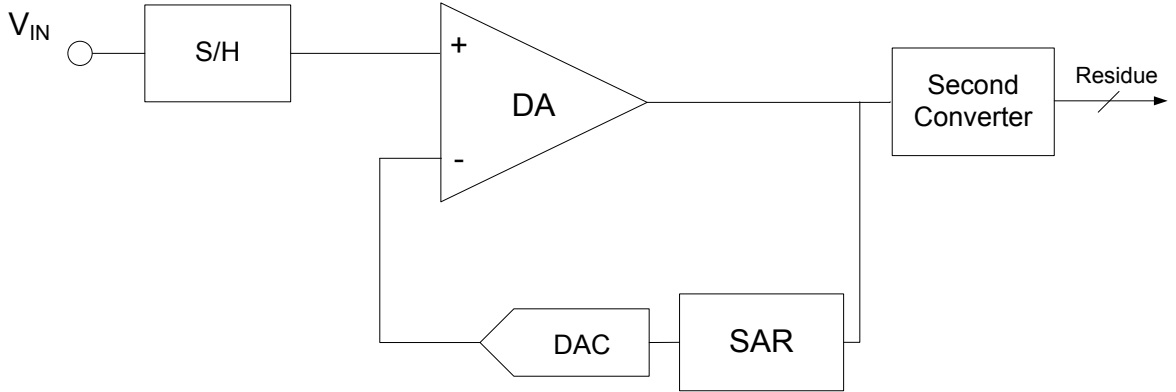 V_IN
S/H
+
DA
-
Second
Converter
Residue
DAC
SAR